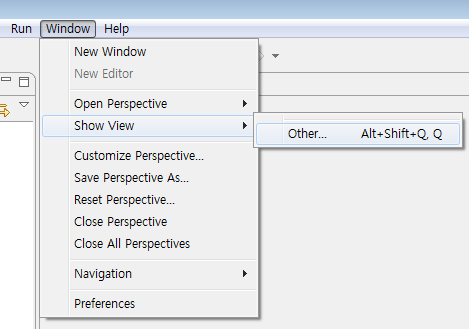 Run Window Help
New Window
New Editor
Open Perspective
Show View
Other... Alt+Shift+Q, Q
Customize Perspective...
Save Perspective As...
Reset Perspective...
Close Perspective
Close All Perspectives
Navigation
Preferences